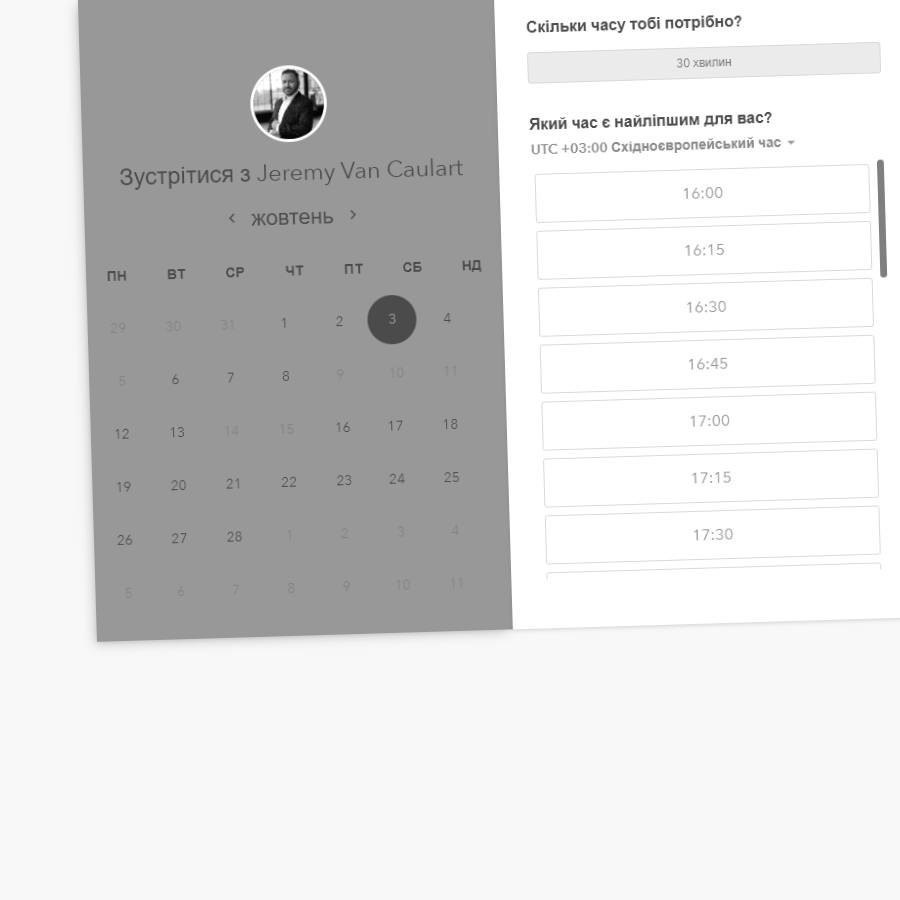 Зустрітися з Jeremy Van Caulart
жовтень
ПН ВТ СР ЧТ ПТ СБ НД
29 30 31 1 2 3 4
5 6 7 8 9 10 11
12 13 14 15 16 17 18
19 20 21 22 23 24 25
26 27 28 1 2 3 4
5 6 7 8 9 10 11
Скільки часу тобі потрібно?
30 хвилин
Який час є найліпшим для вас?
UTC +03:00 Східноєвропейський час
16:00
16:15
16:30
16:45
17:00
17:15
17:30